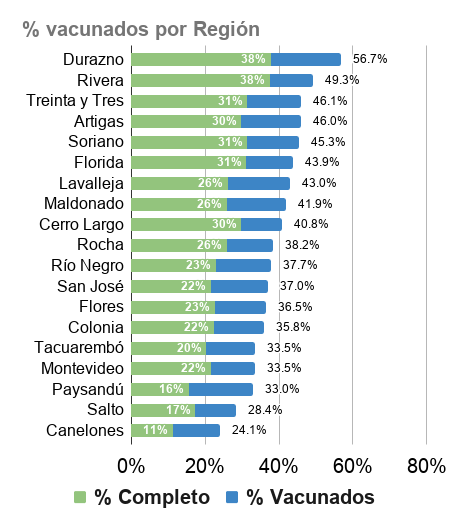 % vacunados por Región
Durazno 38% 56.7%
Rivera 38% 49.3%
Treinta y Tres 31% 46.1%
Artigas 30% 46.0%
Soriano 31% 45.3%
Florida 31% 43.9%
Lavalleja 26% 43.0%
Maldonado 26% 41.9%
Cerro Largo 30% 40.8%
Rocha 26% 38.2%
Río Negro 23% 37.7%
San José 22% 37.0%
Flores 23% 36.5%
Colonia 22% 35.8%
Tacuarembó 20% 33.5%
Montevideo 22% 33.5%
Paysandú 16% 33.0%
Salto 17% 28.4%
Canelones 11% 24.1%
0% 20% 40% 60% 80%
% Completo % Vacunados